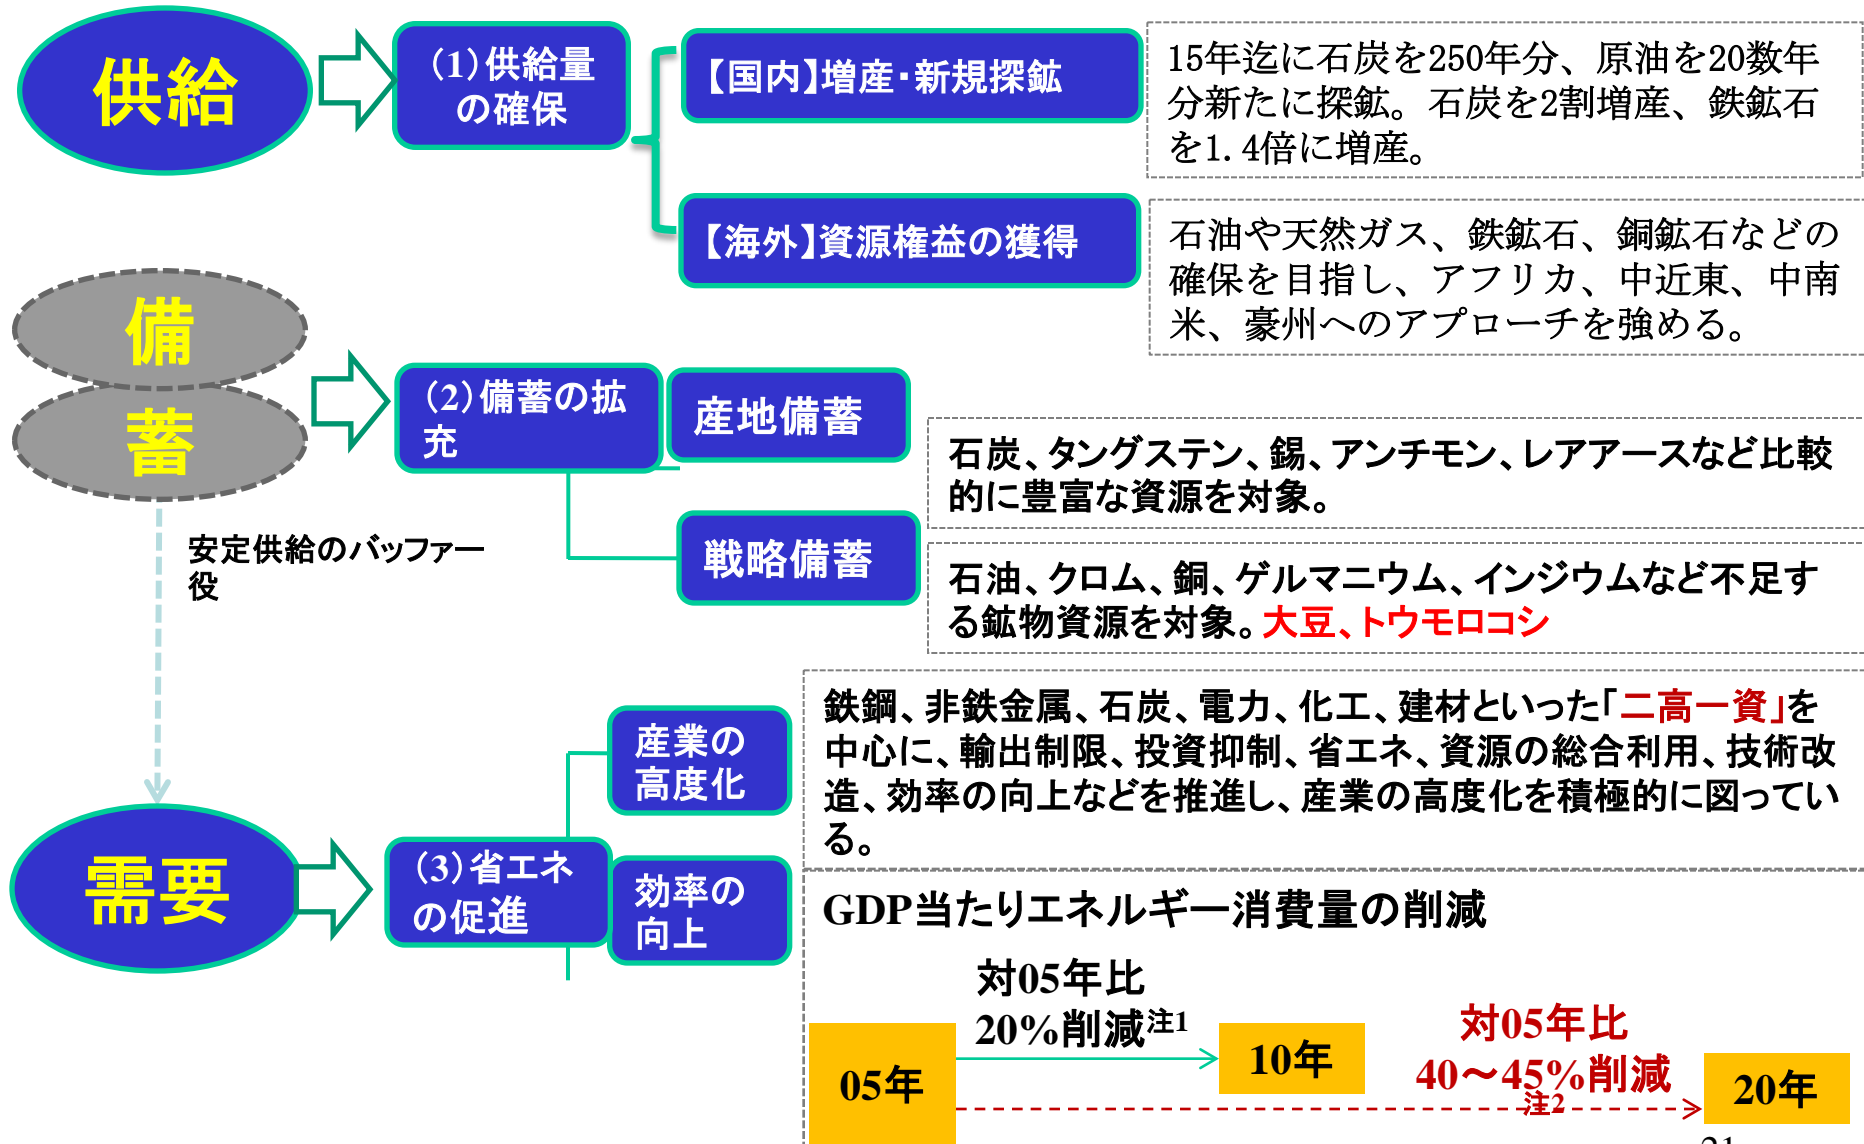 供給
(1)供給量
の確保
【国内】増産・新規探鉱
15年迄に石炭を250年分、原油を20数年
分新たに探鉱。石炭を2割増産、鉄鉱石
を1.4倍に増産。
【海外】資源権益の獲得
石油や天然ガス、鉄鉱石、銅鉱石などの
確保を目指し、アフリカ、中近東、中南
米、豪州へのアプローチを強める。
備
蓄
(2)備蓄の拡
充
産地備蓄
石炭、タングステン、錫、アンチモン、レアアースなど比較
的に豊富な資源を対象。
戦略備蓄
石油、クロム、銅、ゲルマニウム、インジウムなど不足す
る鉱物資源を対象。大豆、トウモロコシ
安定供給のバッファー
役
需要
(3)省エネ
の促進
産業の
高度化
鉄鋼、非鉄金属、石炭、電力、化工、建材といった「二高一資」を
中心に、輸出制限、投資抑制、省エネ、資源の総合利用、技術改
造、効率の向上などを推進し、産業の高度化を積極的に図ってい
る。
効率の
向上
GDP当たりエネルギー消費量の削減
対05年比
20%削減注1
05年
10年
対05年比
40～45%削減
注2
20年
21